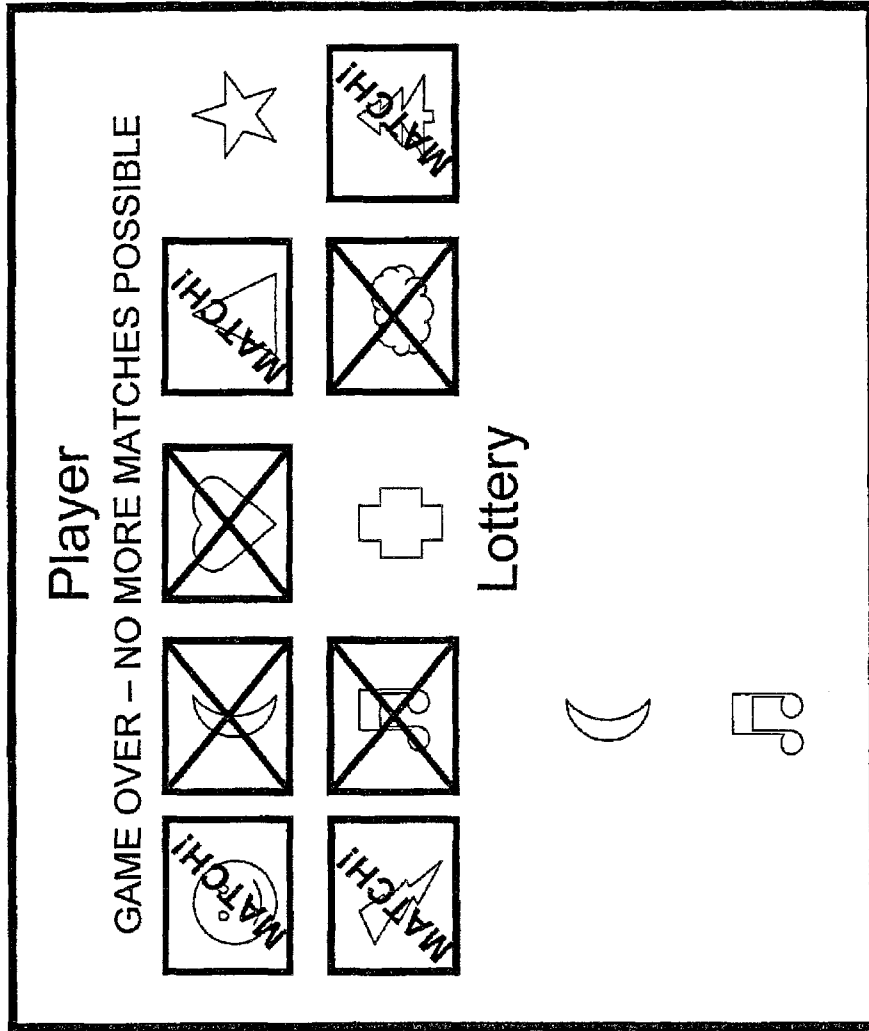 Player
GAME OVER – NO MORE MATCHES POSSIBLE
MATCH!
MATCH!
MATCH!
MATCH!
Lottery